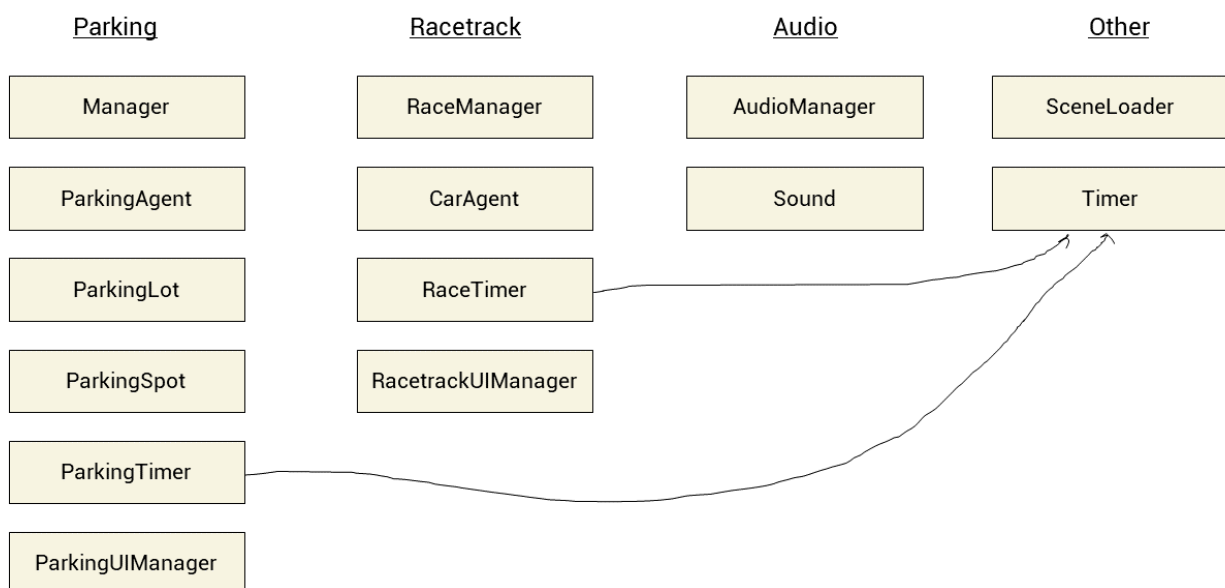 Parking
Racetrack
Audio
Other
Manager
RaceManager
AudioManager
SceneLoader
ParkingAgent
CarAgent
Sound
Timer
ParkingLot
RaceTimer
ParkingSpot
RacetrackUIManager
ParkingTimer
ParkingUIManager